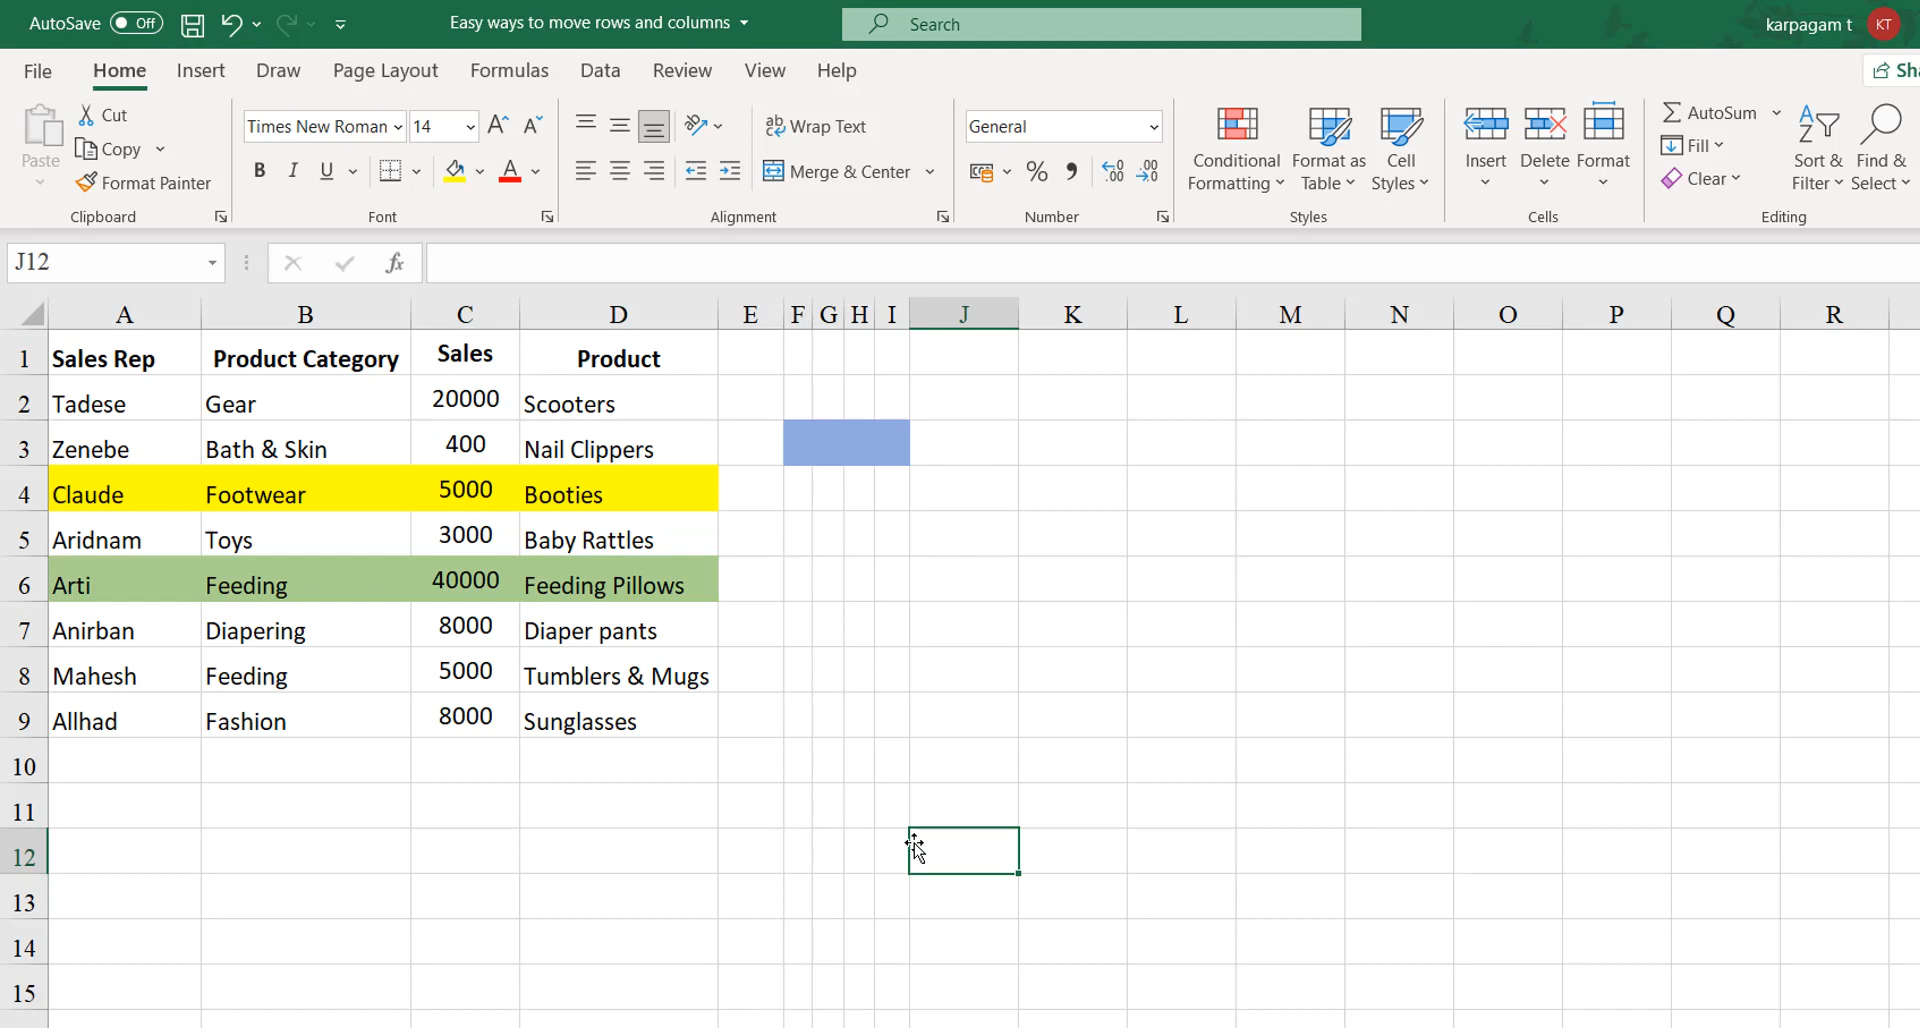 AutoSave Off Easy ways to move rows and columns Search karpagam t KT
File Home Insert Draw Page Layout Formulas Data Review View Help Sha
Paste
Cut
Copy
Format Painter
Clipboard
Times New Roman 14 A^ Aˇ
B I U A
Font
ab Wrap Text
Merge & Center
Alignment
General
% , .00 .00
Number
Conditional Formatting
Format as Table
Cell Styles
Styles
Insert Delete Format
Cells
AutoSum
Fill
Clear
Sort & Filter
Find & Select
Editing
J12 fx
A B C D E F G H I J K L M N O P Q R
1 Sales Rep Product Category Sales Product
2 Tadese Gear 20000 Scooters
3 Zenebe Bath & Skin 400 Nail Clippers
4 Claude Footwear 5000 Booties
5 Aridnam Toys 3000 Baby Rattles
6 Arti Feeding 40000 Feeding Pillows
7 Anirban Diapering 8000 Diaper pants
8 Mahesh Feeding 5000 Tumblers & Mugs
9 Allhad Fashion 8000 Sunglasses
10
11
12
13
14
15